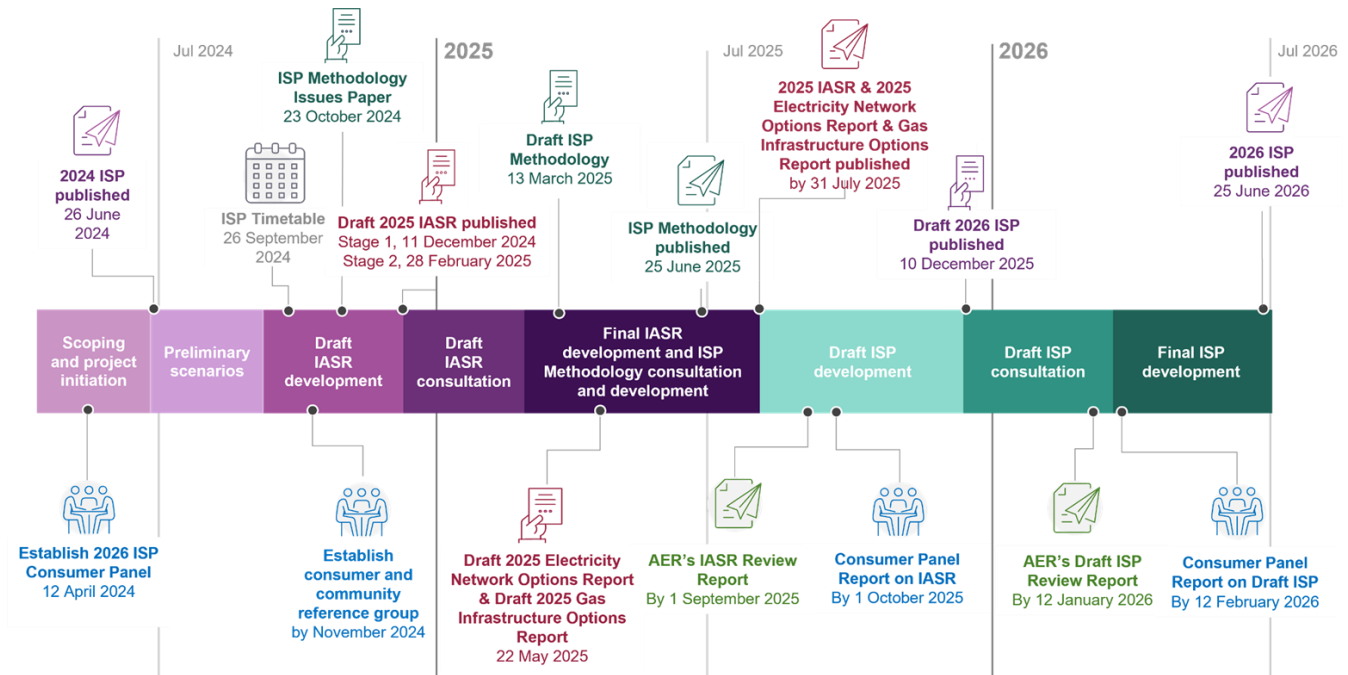 Jul 2024
2025
Jul 2025
2026
Jul 2026
2024 ISP
published
26 June
2024
ISP Timetable
26 September
2024
ISP Methodology
Issues Paper
23 October 2024
Draft 2025 IASR published
Stage 1, 11 December 2024
Stage 2, 28 February 2025
Draft ISP
Methodology
13 March 2025
ISP Methodology
published
25 June 2025
2025 IASR & 2025
Electricity Network
Options Report & Gas
Infrastructure Options
Report published
by 31 July 2025
Draft 2026 ISP
published
10 December 2025
2026 ISP
published
25 June 2026
Scoping
and project
initiation
Preliminary
scenarios
Draft
IASR
development
Draft
IASR
consultation
Final IASR
development and ISP
Methodology consultation
and development
Draft ISP
development
Draft ISP
consultation
Final ISP
development
Establish 2026 ISP
Consumer Panel
12 April 2024
Establish
consumer and
community
reference group
by November 2024
Draft 2025 Electricity
Network Options Report
& Draft 2025 Gas
Infrastructure Options
Report
22 May 2025
AER's IASR Review
Report
By 1 September 2025
Consumer Panel
Report on IASR
By 1 October 2025
AER's Draft ISP
Review Report
By 12 January 2026
Consumer Panel
Report on Draft ISP
By 12 February 2026